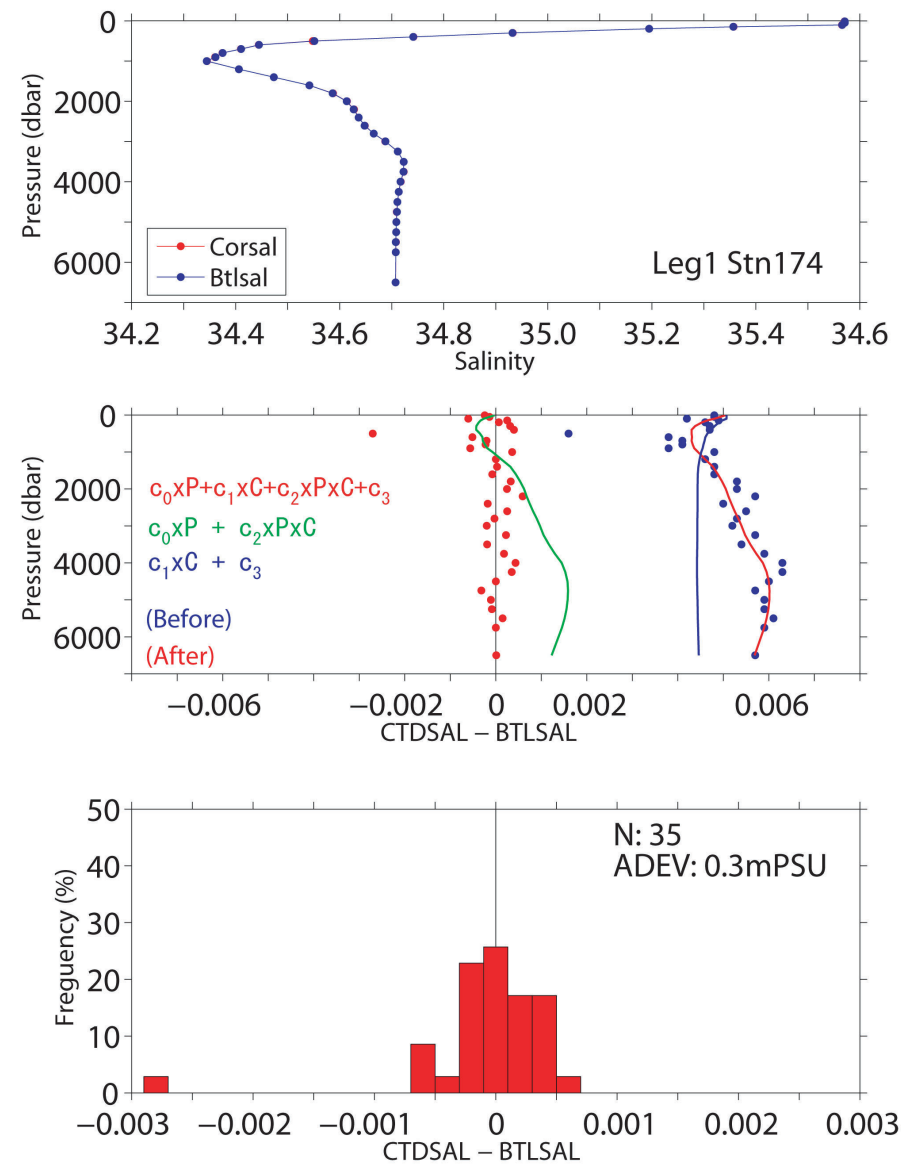 0
2000
4000
6000
Pressure (dbar)
Corsal
Btlsal
Leg1 Stn174
34.2 34.4 34.6 34.8 35.0 35.2 35.4 34.6
Salinity
0
2000
4000
6000
Pressure (dbar)
c₀xP+c₁xC+c₂xPxC+c₃
c₀xP + c₂xPxC
c₁xC + c₃
(Before)
(After)
−0.006 −0.002 0 0.002 0.006
CTDSAL − BTLSAL
50
40
30
20
10
0
Freguency (%)
N: 35
ADEV: 0.3mPSU
−0.003 −0.002 −0.001 0 0.001 0.002 0.003
CTDSAL − BTLSAL